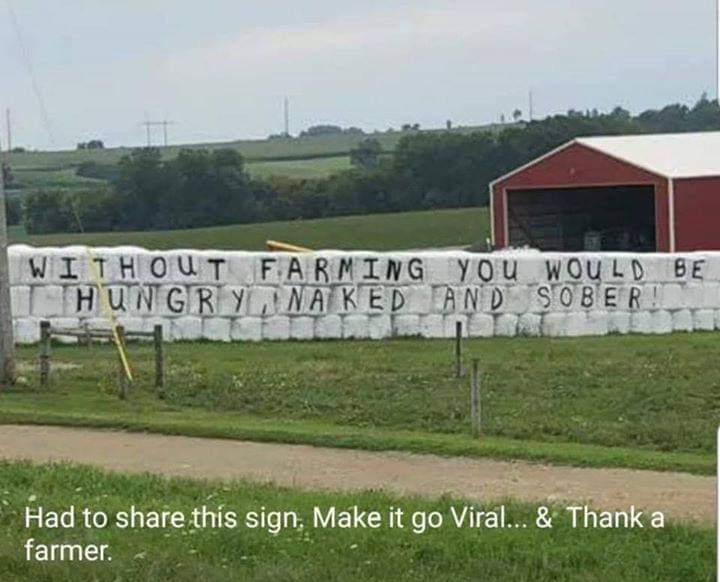 WITHOUT FARMING YOU WOULD BE
HUNGRY, NAKED AND SOBER!
Had to share this sign. Make it go Viral... & Thank a
farmer.